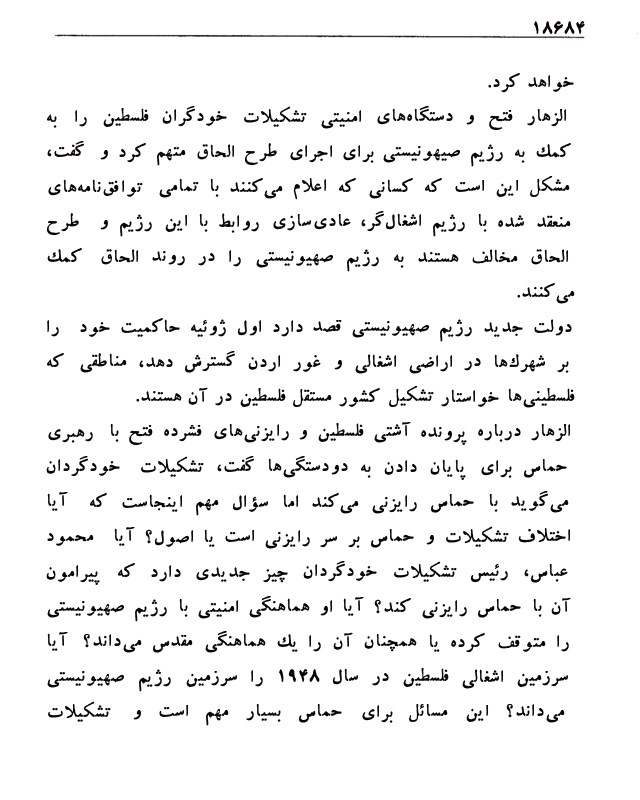 ۱۸۶۸۴
خواهد کرد.
الزهار فتح و دستگاه‌های امنیتی تشکیلات خودگران فلسطین را به
کمك به رژیم صیهونیستی برای اجرای طرح الحاق متهم کرد و گفت،
مشکل این است که کسانی که اعلام می‌کنند با تمامی توافق‌نامه‌های
منعقد شده با رژیم اشغال‌گر، عادی‌سازی روابط با این رژیم و طرح
الحاق مخالف هستند به رژیم صهیونیستی را در روند الحاق کمك
می‌کنند.
دولت جدید رژیم صهیونیستی قصد دارد اول ژوئیه حاکمیت خود را
بر شهرك‌ها در اراضی اشغالی و غور اردن گسترش دهد، مناطقی که
فلسطینی‌ها خواستار تشکیل کشور مستقل فلسطین در آن هستند.
الزهار درباره پرونده آشتی فلسطین و رایزنی‌های فشرده فتح با رهبری
حماس برای پایان دادن به دودستگی‌ها گفت، تشکیلات خودگردان
می‌گوید با حماس رایزنی می‌کند اما سؤال مهم اینجاست که آیا
اختلاف تشکیلات و حماس بر سر رایزنی است یا اصول؟ آیا محمود
عباس، رئیس تشکیلات خودگردان چیز جدیدی دارد که پیرامون
آن با حماس رایزنی کند؟ آیا او هماهنگی امنیتی با رژیم صهیونیستی
را متوقف کرده یا همچنان آن را یك هماهنگی مقدس می‌داند؟ آیا
سرزمین اشغالی فلسطین در سال ۱۹۴۸ را سرزمین رژیم صهیونیستی
می‌داند؟ این مسائل برای حماس بسیار مهم است و تشکیلات